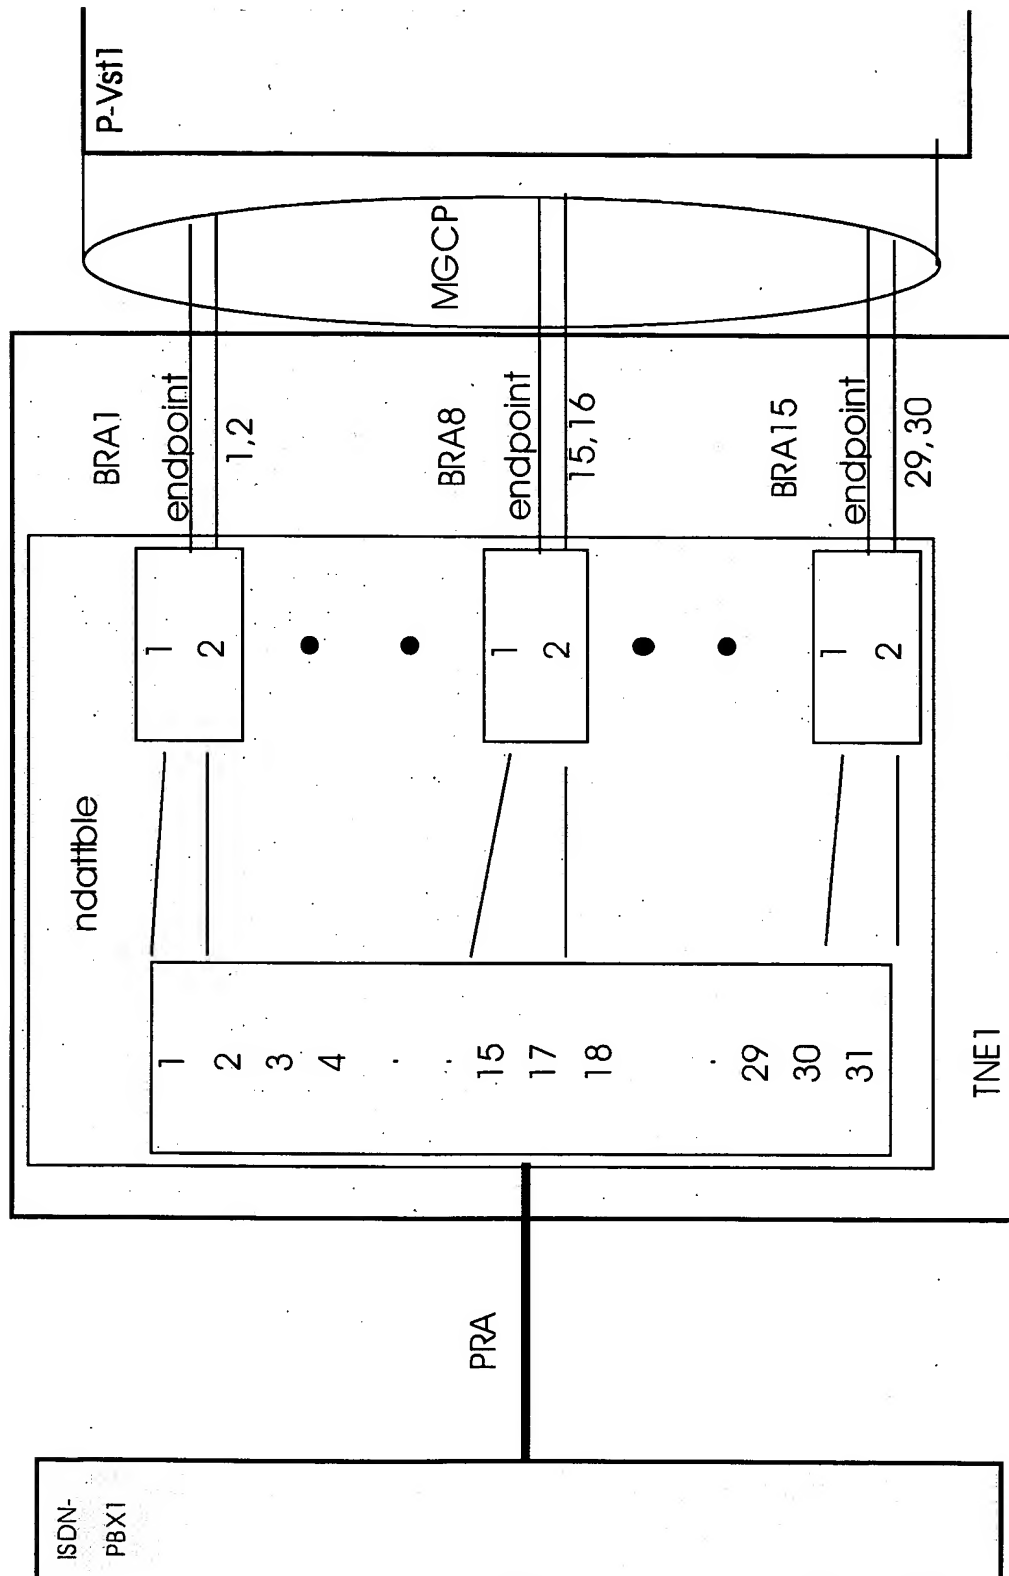 ISDN-
PBX1
PRA
TNE1
1
2
3
4
15
17
18
29
30
31
ndattble
1
2
1
2
1
2
BRA1
endpoint
1,2
BRA8
endpoint
15,16
BRA15
endpoint
29,30
MGCP
P-Vst1